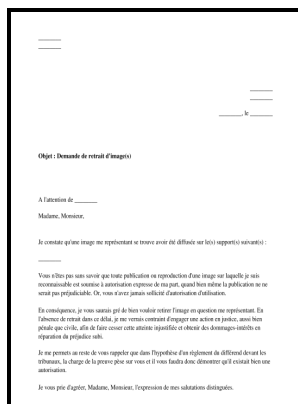 ________
________
________
________
________, le ________
Objet : Demande de retrait d'image(s)
A l'attention de ________
Madame, Monsieur,
Je constate qu'une image me représentant se trouve avoir été diffusée sur le(s) support(s) suivant(s) :
________
Vous n'êtes pas sans savoir que toute publication ou reproduction d'une image sur laquelle je suis
reconnaissable est soumise à autorisation expresse de ma part, quand bien même la publication ne me
serait pas préjudiciable. Or, vous n'avez jamais sollicité d'autorisation d'utilisation.
En conséquence, je vous saurais gré de bien vouloir retirer l'image en question me représentant. En
l'absence de retrait dans ce délai, je me verrais contraint d'engager une action en justice, aussi bien
pénale que civile, afin de faire cesser cette atteinte injustifiée et obtenir des dommages-intérêts en
réparation du préjudice subi.
Je me permets au reste de vous rappeler que dans l'hypothèse d'un règlement du différend devant les
tribunaux, la charge de la preuve pèse sur vous et il vous faudra donc démontrer qu'il existait bien une
autorisation.
Je vous prie d'agréer, Madame, Monsieur, l'expression de mes salutations distinguées.